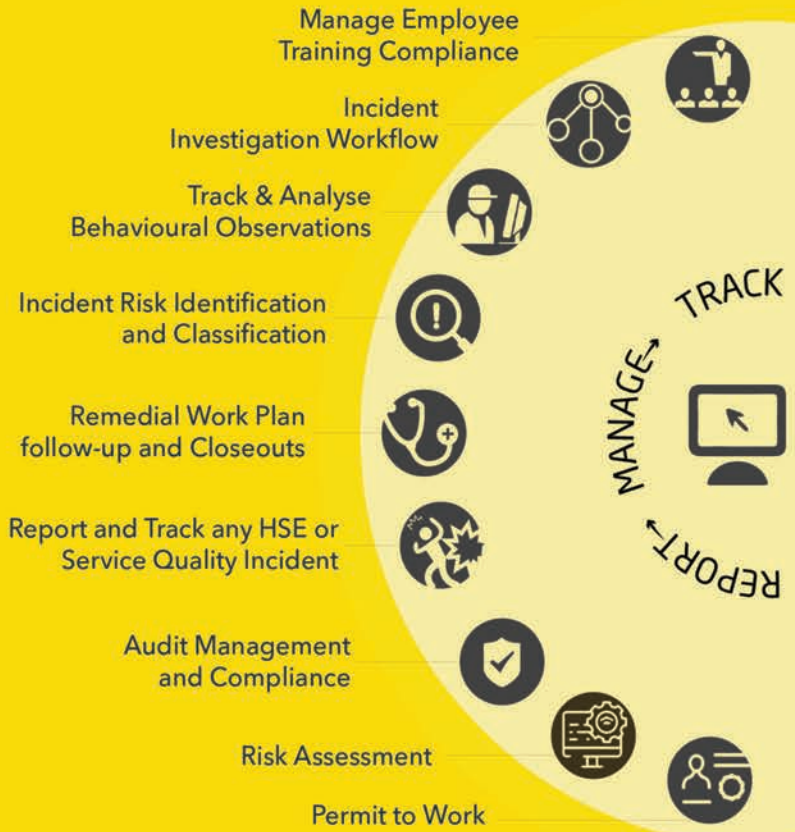 Manage Employee
Training Compliance
Incident
Investigation Workflow
Track & Analyse
Behavioural Observations
Incident Risk Identification
and Classification
Remedial Work Plan
follow-up and Closeouts
Report and Track any HSE or
Service Quality Incident
Audit Management
and Compliance
Risk Assessment
Permit to Work
REPORT
MANAGE
TRACK